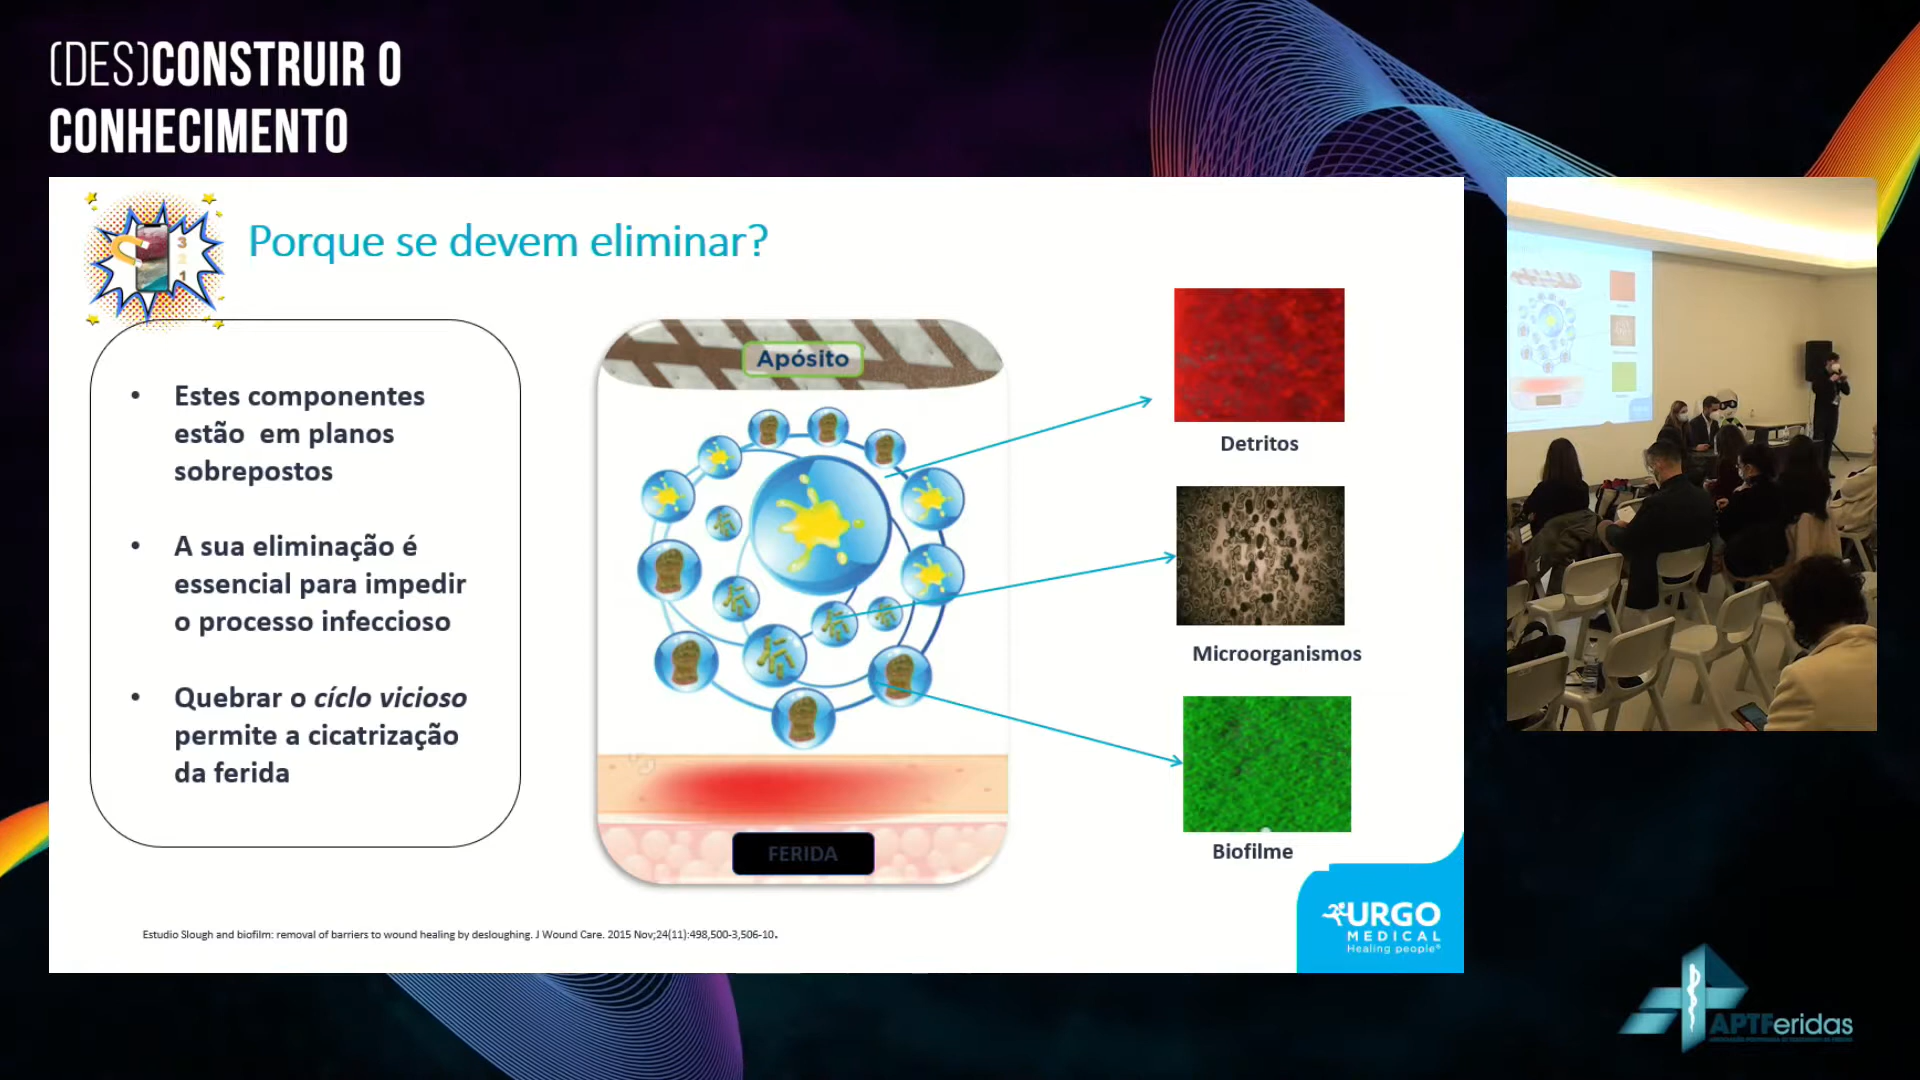 (DES)CONSTRUIR O
CONHECIMENTO
Porque se devem eliminar?
3
2
1
• Estes componentes
estão em planos
sobrepostos
• A sua eliminação é
essencial para impedir
o processo infeccioso
• Quebrar o cíclo vicioso
permite a cicatrização
da ferida
Apósito
FERIDA
Detritos
Microorganismos
Biofilme
Estudio Slough and biofilm: removal of barriers to wound healing by desloughing. J Wound Care. 2015 Nov;24(11):498,500-3,506-10.
URGO
MEDICAL
Healing people®
APTFeridas